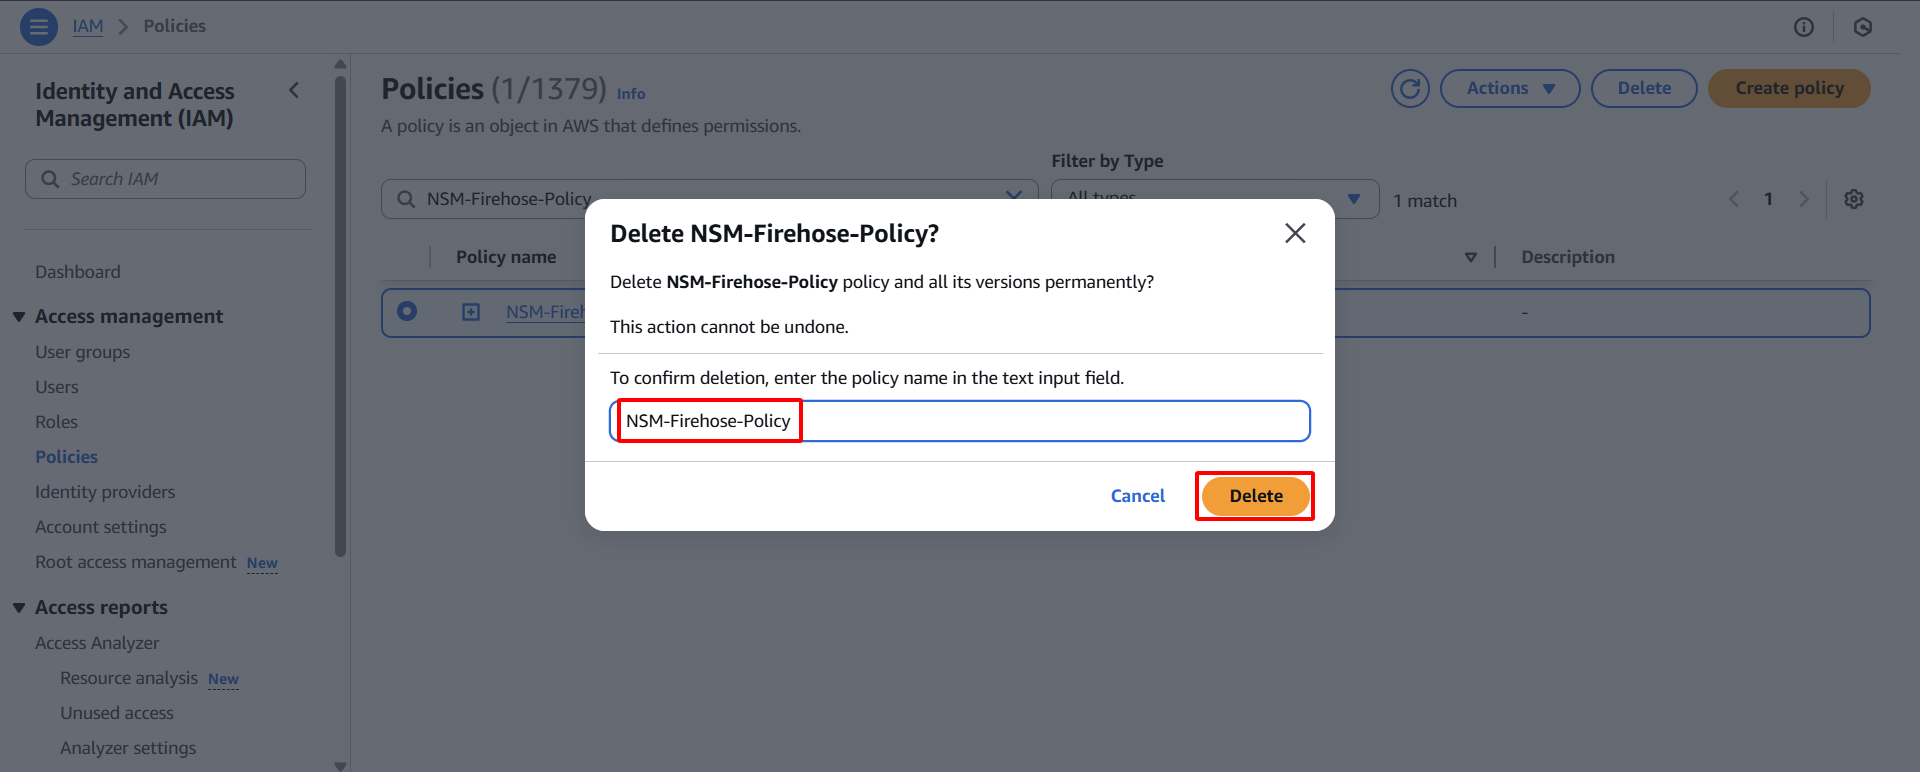 IAM > Policies
Identity and Access
Management (IAM)
Search IAM
Dashboard
Access management
User groups
Users
Roles
Policies
Identity providers
Account settings
Root access management New
Access reports
Access Analyzer
Resource analysis New
Unused access
Analyzer settings
Policies (1/1379) Info
A policy is an object in AWS that defines permissions.
Actions
Delete
Create policy
Filter by Type
NSM-Firehose-Policy
All types
1 match
1
Policy name
Description
NSM-Fireh
-
Delete NSM-Firehose-Policy?
Delete NSM-Firehose-Policy policy and all its versions permanently?
This action cannot be undone.
To confirm deletion, enter the policy name in the text input field.
NSM-Firehose-Policy
Cancel
Delete